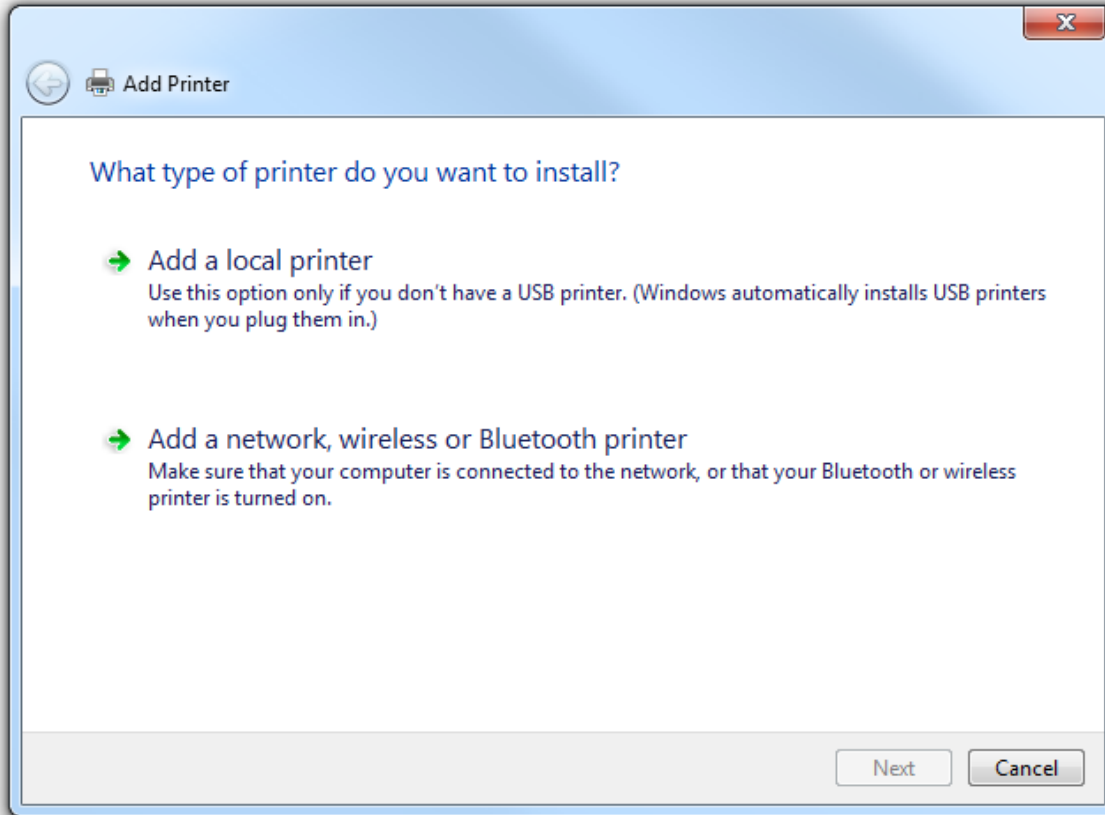 Add Printer
What type of printer do you want to install?
Add a local printer
Use this option only if you don't have a USB printer. (Windows automatically installs USB printers
when you plug them in.)
Add a network, wireless or Bluetooth printer
Make sure that your computer is connected to the network, or that your Bluetooth or wireless
printer is turned on.
Next
Cancel